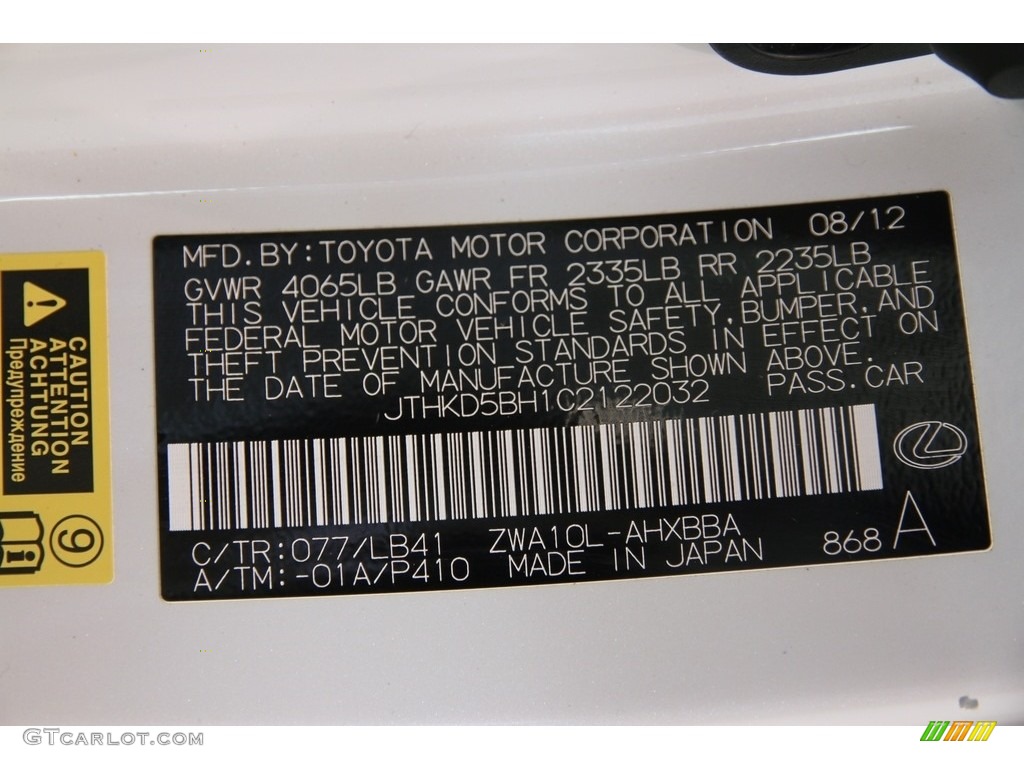 MFD. BY: TOYOTA MOTOR CORPORATION 08/12
GVWR 4065LB GAWR FR 2335LB RR 2235LB
THIS VEHICLE CONFORMS TO ALL APPLICABLE
FEDERAL MOTOR VEHICLE SAFETY, BUMPER, AND
THEFT PREVENTION STANDARDS IN EFFECT ON
THE DATE OF MANUFACTURE SHOWN ABOVE.
JTHKD5BH1C2122032 PASS. CAR
C/TR: 077/LB41 ZWA10L-AHXBBA
A/TM: -01A/P410 MADE IN JAPAN 868 A
CAUTION
ATTENTION
ACHTUNG
Предупреждение
9
GTCARLOT.COM